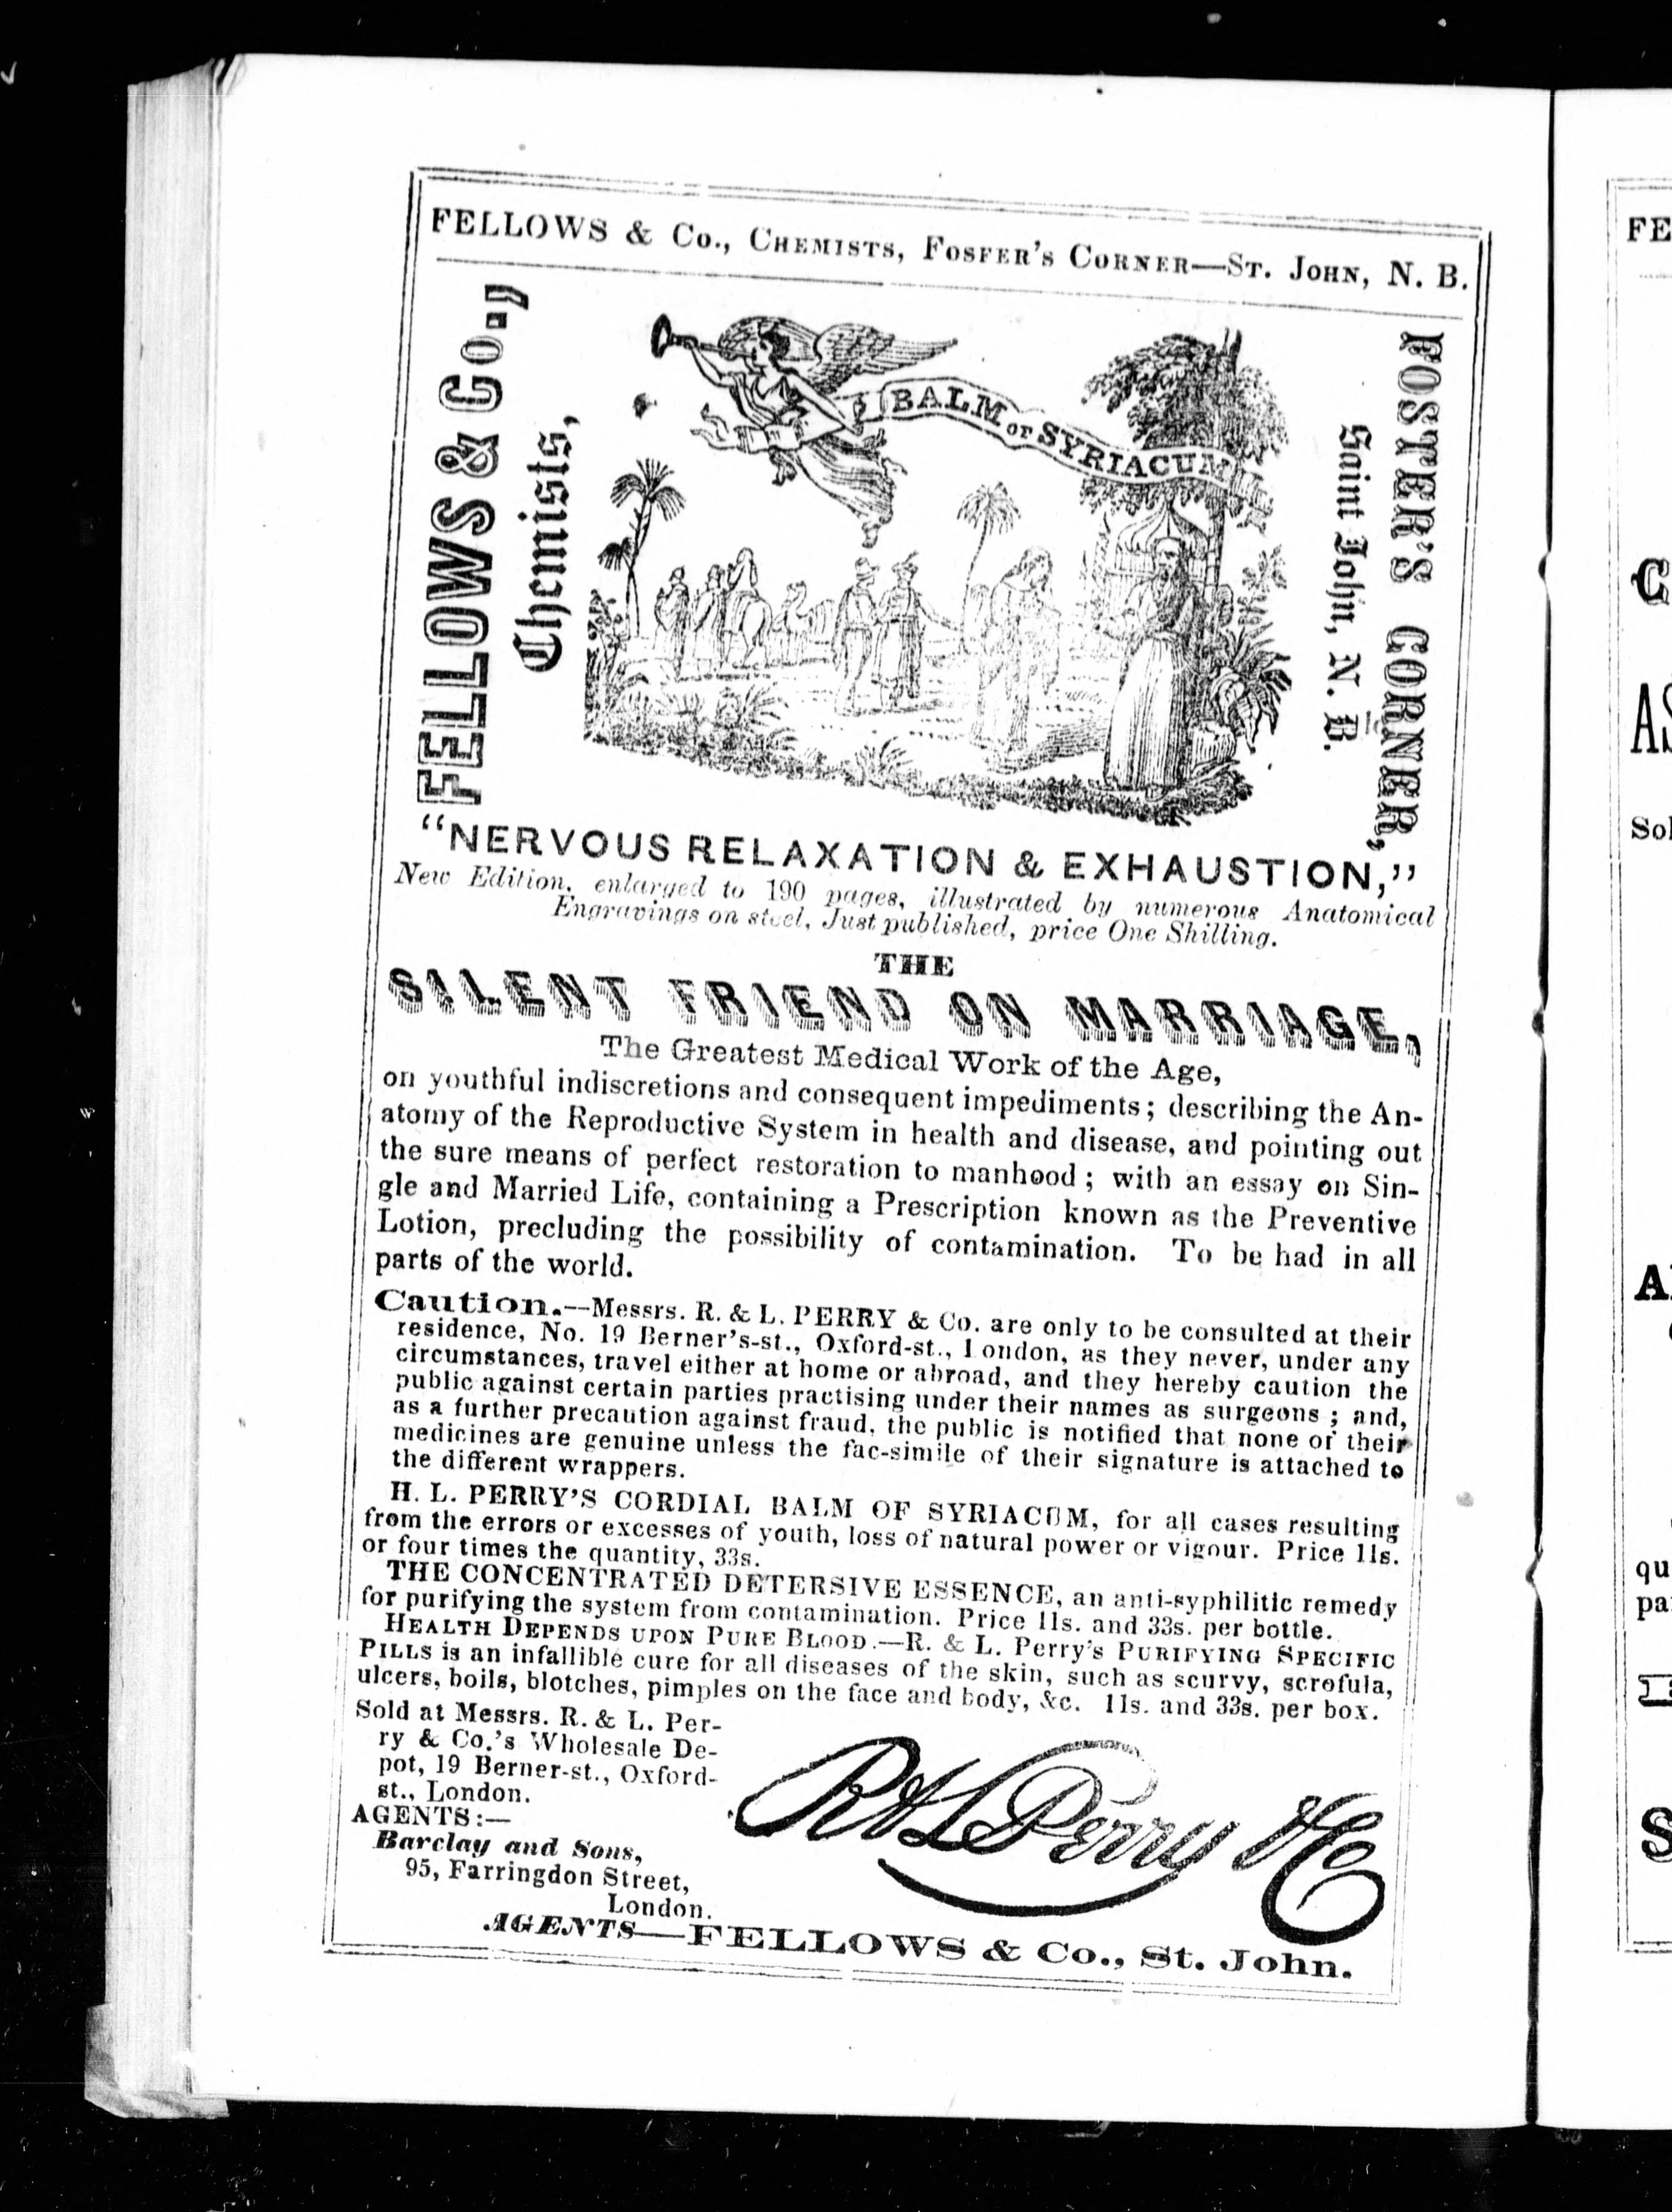 FELLOWS & Co., CHEMISTS, FOSFER'S CORNER—ST. JOHN, N. B.
FELLOWS & Co.,
Chemists,
BALM OF SYRIACUM
FOSTER'S CORNER,
Saint John, N. B.
"NERVOUS RELAXATION & EXHAUSTION,"
New Edition, enlarged to 190 pages, illustrated by numerous Anatomical
Engravings on steel, Just published, price One Shilling.
THE
SILENT FRIEND ON MARRIAGE,
The Greatest Medical Work of the Age,
on youthful indiscretions and consequent impediments; describing the An-
atomy of the Reproductive System in health and disease, and pointing out
the sure means of perfect restoration to manhood; with an essay on Sin-
gle and Married Life, containing a Prescription known as the Preventive
Lotion, precluding the possibility of contamination. To be had in all
parts of the world.
Caution.—Messrs. R. & L. PERRY & Co. are only to be consulted at their
residence, No. 19 Berner's-st., Oxford-st., London, as they never, under any
circumstances, travel either at home or abroad, and they hereby caution the
public against certain parties practising under their names as surgeons; and,
as a further precaution against fraud, the public is notified that none of their
medicines are genuine unless the fac-simile of their signature is attached to
the different wrappers.
H. L. PERRY'S CORDIAL BALM OF SYRIACUM, for all cases resulting
from the errors or excesses of youth, loss of natural power or vigour. Price 11s.
or four times the quantity, 33s.
THE CONCENTRATED DETERSIVE ESSENCE, an anti-syphilitic remedy
for purifying the system from contamination. Price 11s. and 33s. per bottle.
HEALTH DEPENDS UPON PURE BLOOD.—R. & L. Perry's PURIFYING SPECIFIC
PILLS is an infallible cure for all diseases of the skin, such as scurvy, scrofula,
ulcers, boils, blotches, pimples on the face and body, &c. 11s. and 33s. per box.
Sold at Messrs. R. & L. Per-
ry & Co.'s Wholesale De-
pot, 19 Berner-st., Oxford-
st., London.
AGENTS:—
Barclay and Sons,
95, Farringdon Street,
London.
R & L Perry & Co
AGENTS—FELLOWS & Co., St. John.
FE
C
AS
Sol
A
qu
pa
S